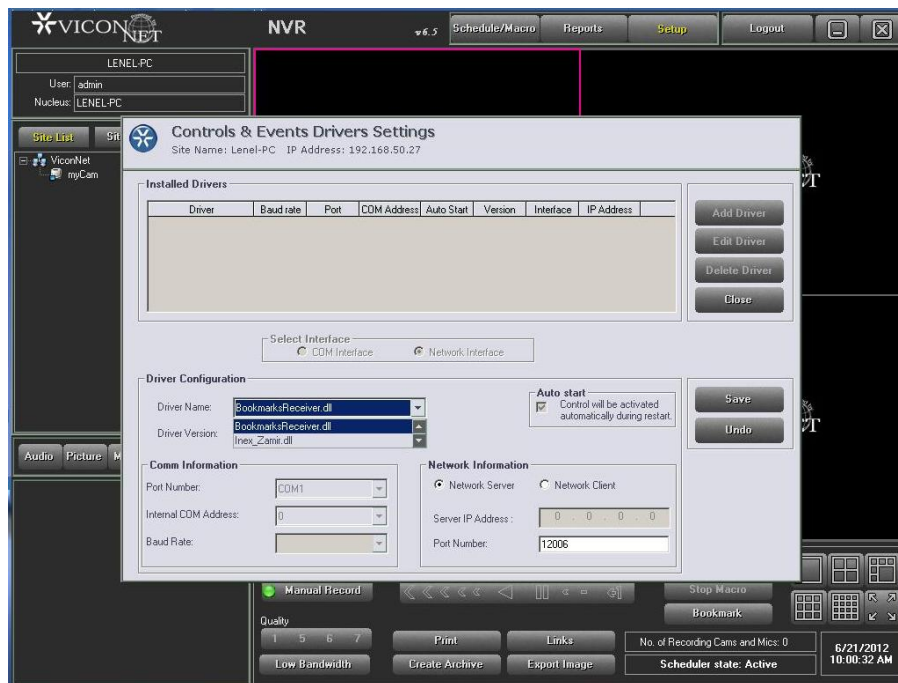 VICON NET
NVR
v6.5
Schedule/Macro
Reports
Setup
Logout
LENEL-PC
User: admin
Nucleus: LENEL-PC
Site List
Sit
ViconNet
myCam
Controls & Events Drivers Settings
Site Name: Lenel-PC IP Address: 192.168.50.27
Installed Drivers
Driver Baud rate Port COM Address Auto Start Version Interface IP Address
Add Driver
Edit Driver
Delete Driver
Close
Select Interface
COM Interface Network Interface
Driver Configuration
Driver Name: BookmarksReceiver.dll
BookmarksReceiver.dll
Driver Version:
Inex_Zamir.dll
Auto start
Control will be activated
automatically during restart.
Save
Undo
Audio Picture M
Comm Information
Port Number: COM1
Internal COM Address: 0
Baud Rate:
Network Information
Network Server Network Client
Server IP Address : 0 . 0 . 0 . 0
Port Number: 12006
Manual Record
Stop Macro
Bookmark
Quality
1 5 6 7
Low Bandwidth
Print
Links
Create Archive
Export Image
No. of Recording Cams and Mics: 0
Scheduler state: Active
6/21/2012
10:00:32 AM